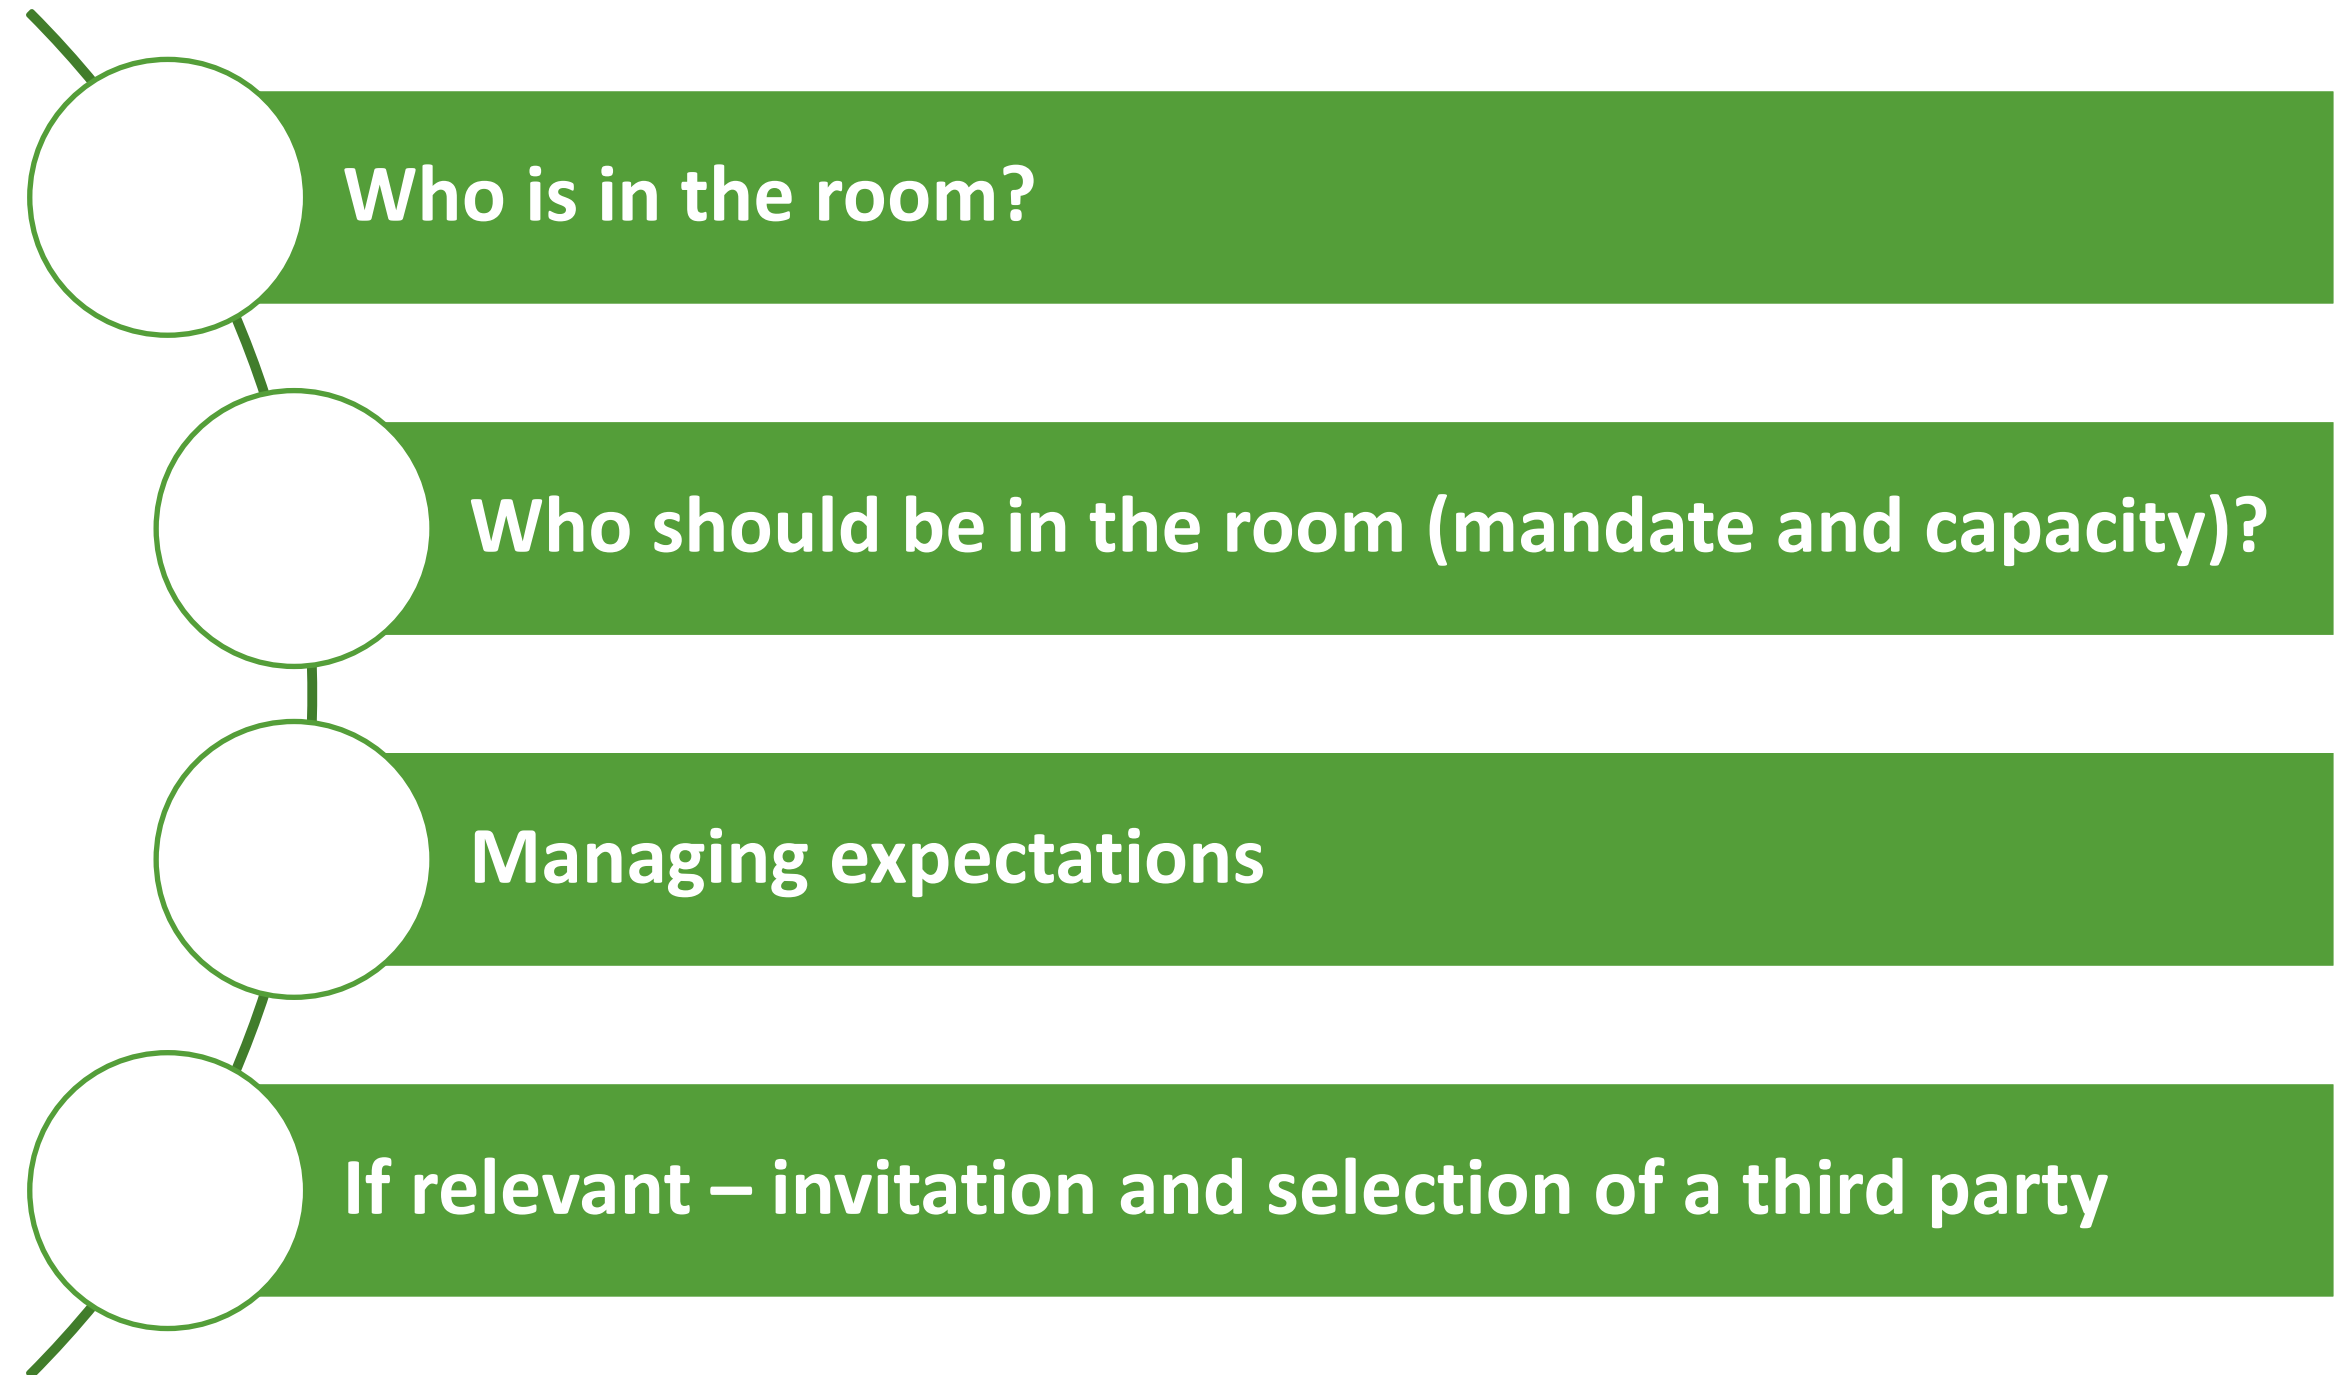 Who is in the room?
Who should be in the room (mandate and capacity)?
Managing expectations
If relevant – invitation and selection of a third party